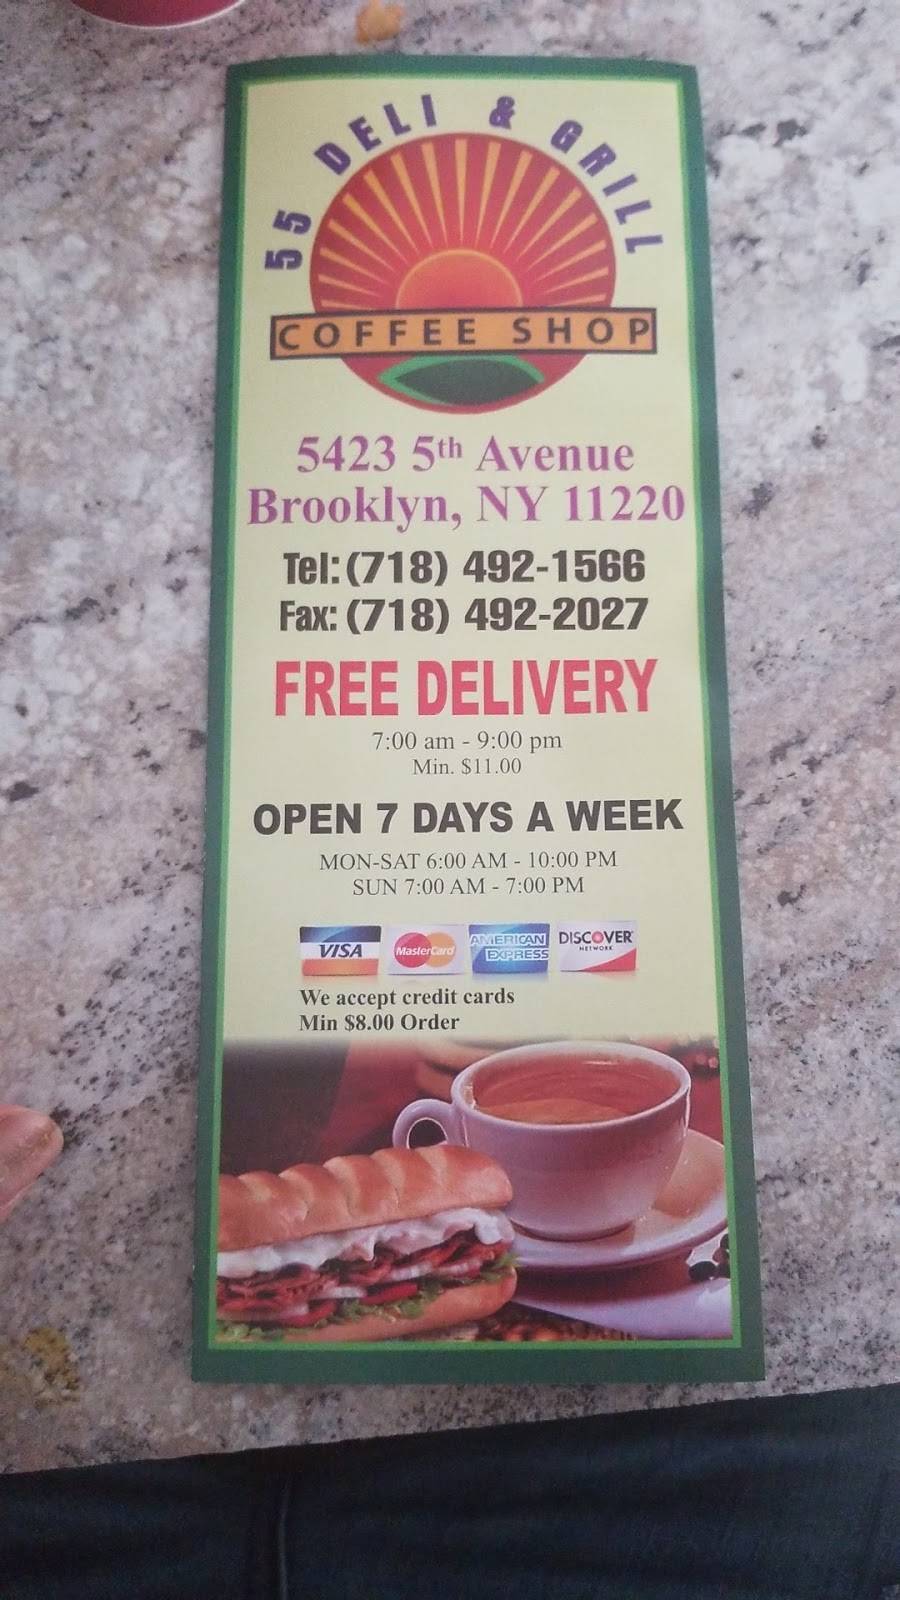 55 DELI & GRILL
COFFEE SHOP
5423 5th Avenue
Brooklyn, NY 11220
Tel: (718) 492-1566
Fax: (718) 492-2027
FREE DELIVERY
7:00 am - 9:00 pm
Min. $11.00
OPEN 7 DAYS A WEEK
MON-SAT 6:00 AM - 10:00 PM
SUN 7:00 AM - 7:00 PM
VISA MasterCard AMERICAN EXPRESS DISCOVER NETWORK
We accept credit cards
Min $8.00 Order